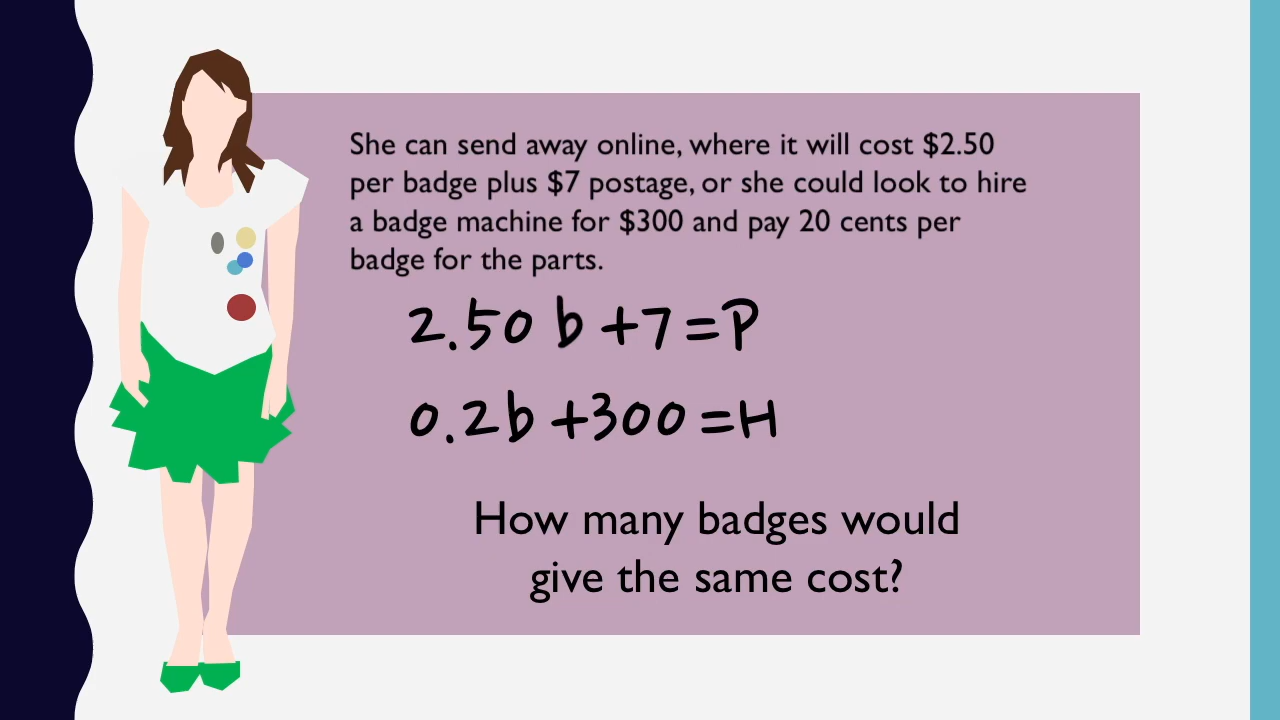 She can send away online, where it will cost $2.50
per badge plus $7 postage, or she could look to hire
a badge machine for $300 and pay 20 cents per
badge for the parts.
2.50 b +7 =P
0.2b +300 =H
How many badges would
give the same cost?